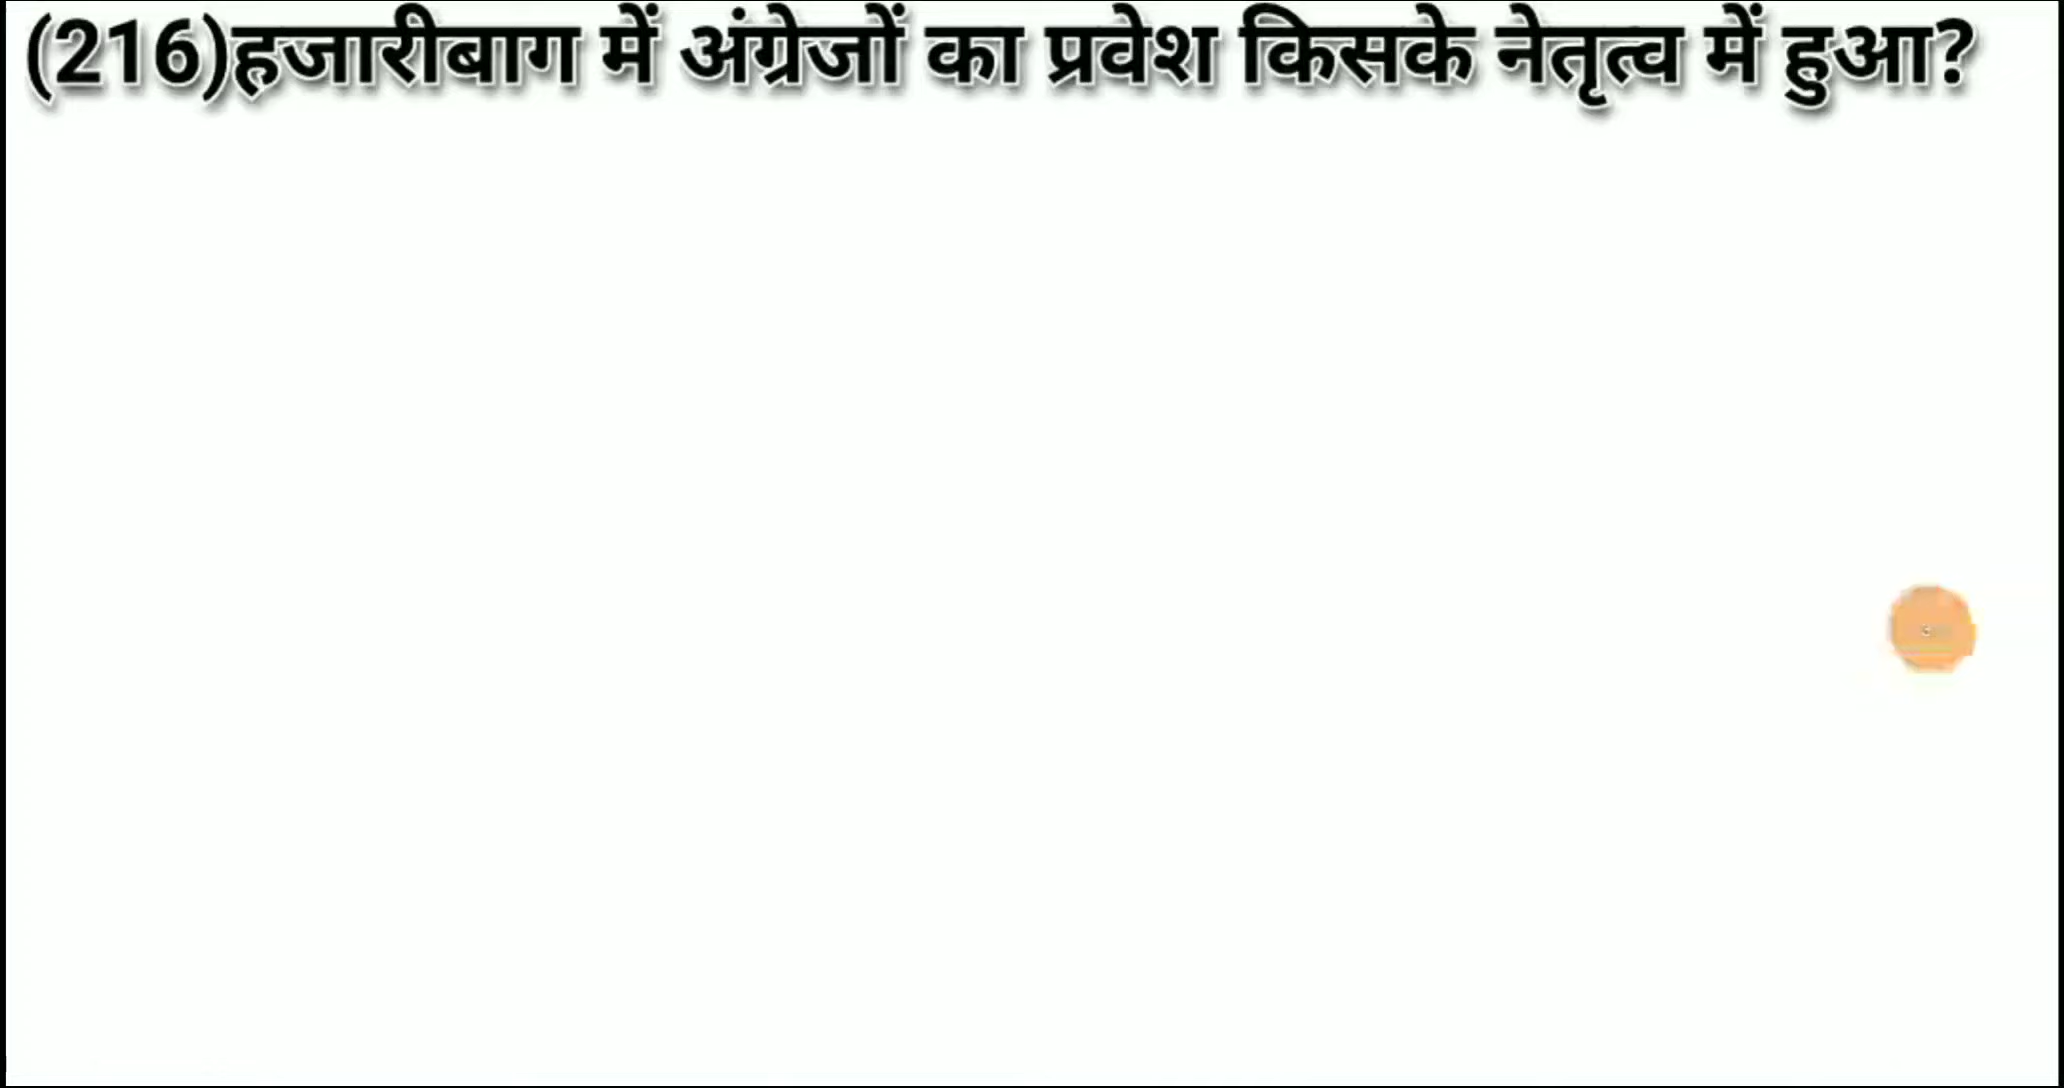 (216)हजारीबाग में अंग्रेजों का प्रवेश किसके नेतृत्व में हुआ?